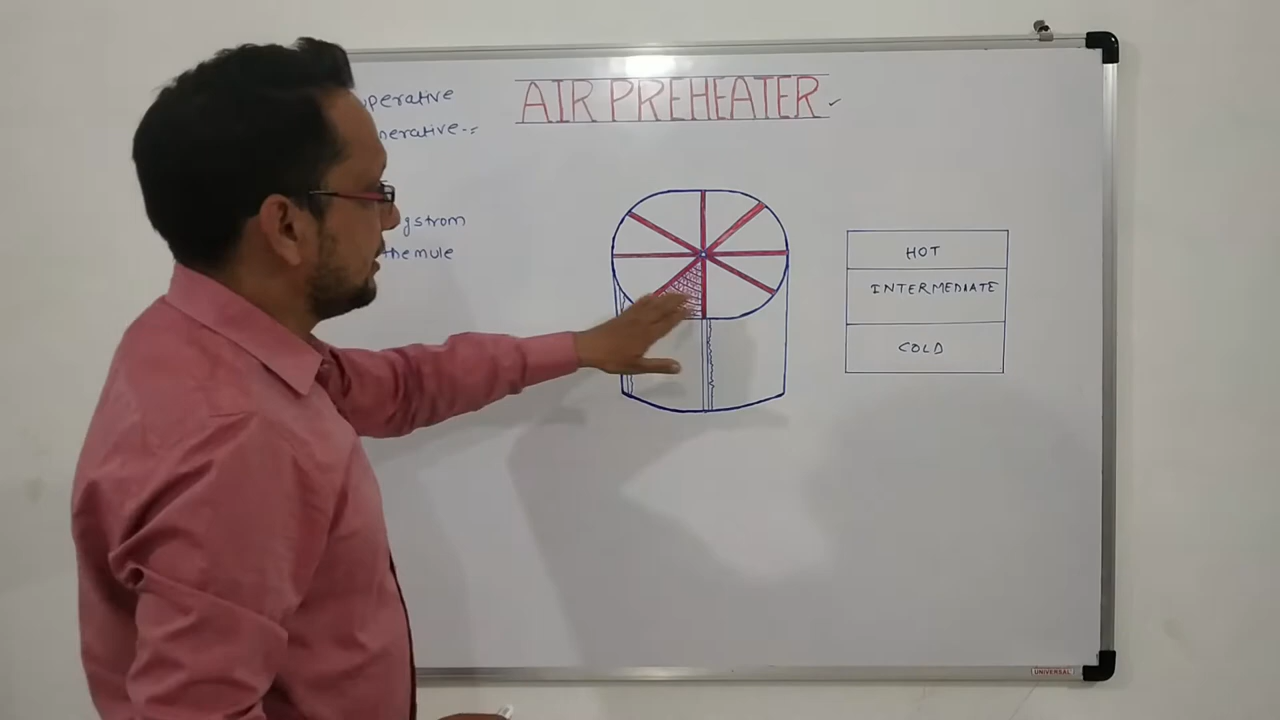 AIR PREHEATER
perative
nerative--
gstrom
themule
HOT
INTERMEDIATE
COLD
UNIVERSAL